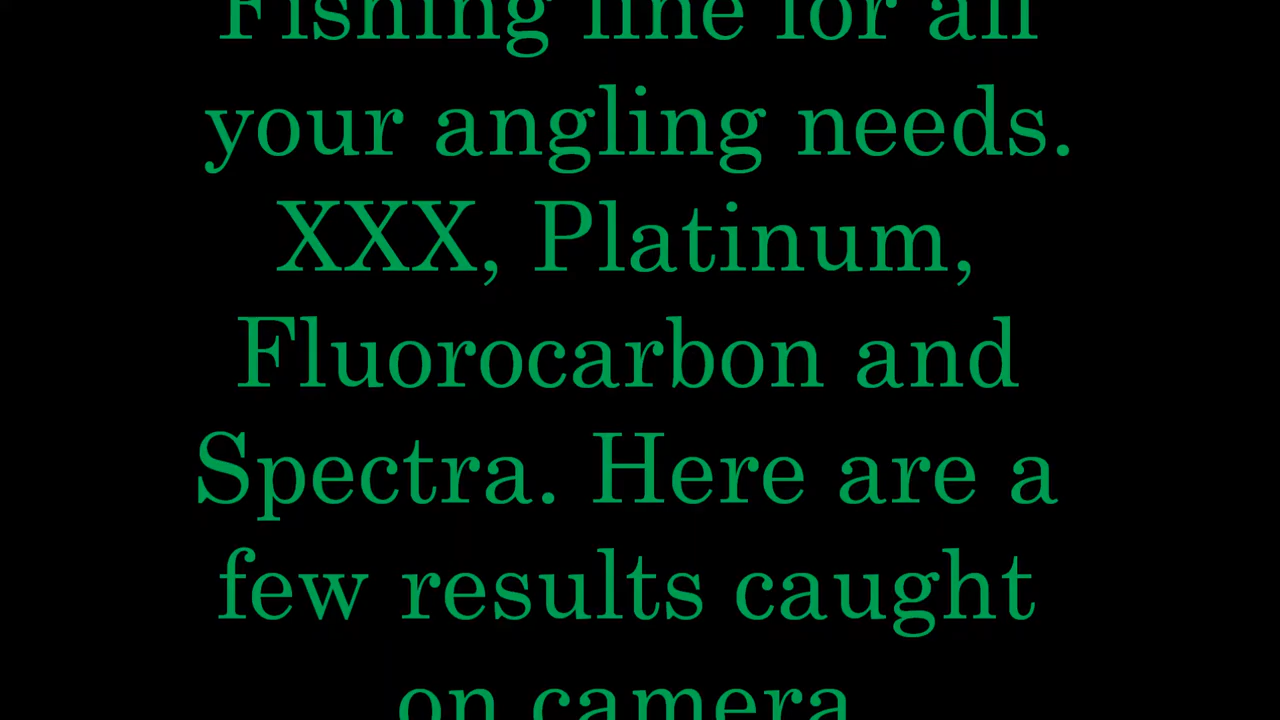 Fishing line for all
your angling needs.
XXX, Platinum,
Fluorocarbon and
Spectra. Here are a
few results caught
on camera